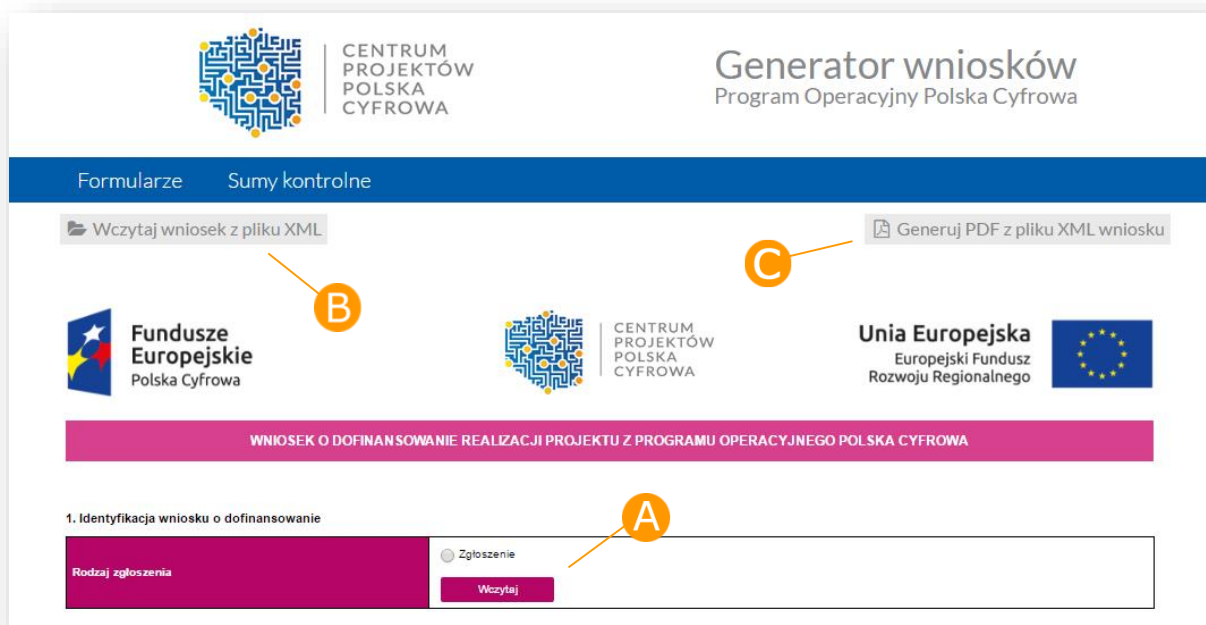 CENTRUM
PROJEKTÓW
POLSKA
CYFROWA
Generator wniosków
Program Operacyjny Polska Cyfrowa
Formularze Sumy kontrolne
Wczytaj wniosek z pliku XML
Generuj PDF z pliku XML wniosku
C
B
Fundusze
Europejskie
Polska Cyfrowa
CENTRUM
PROJEKTÓW
POLSKA
CYFROWA
Unia Europejska
Europejski Fundusz
Rozwoju Regionalnego
WNIOSEK O DOFINANSOWANIE REALIZACJI PROJEKTU Z PROGRAMU OPERACYJNEGO POLSKA CYFROWA
A
1. Identyfikacja wniosku o dofinansowanie
Rodzaj zgłoszenia
Zgłoszenie
Wczytaj